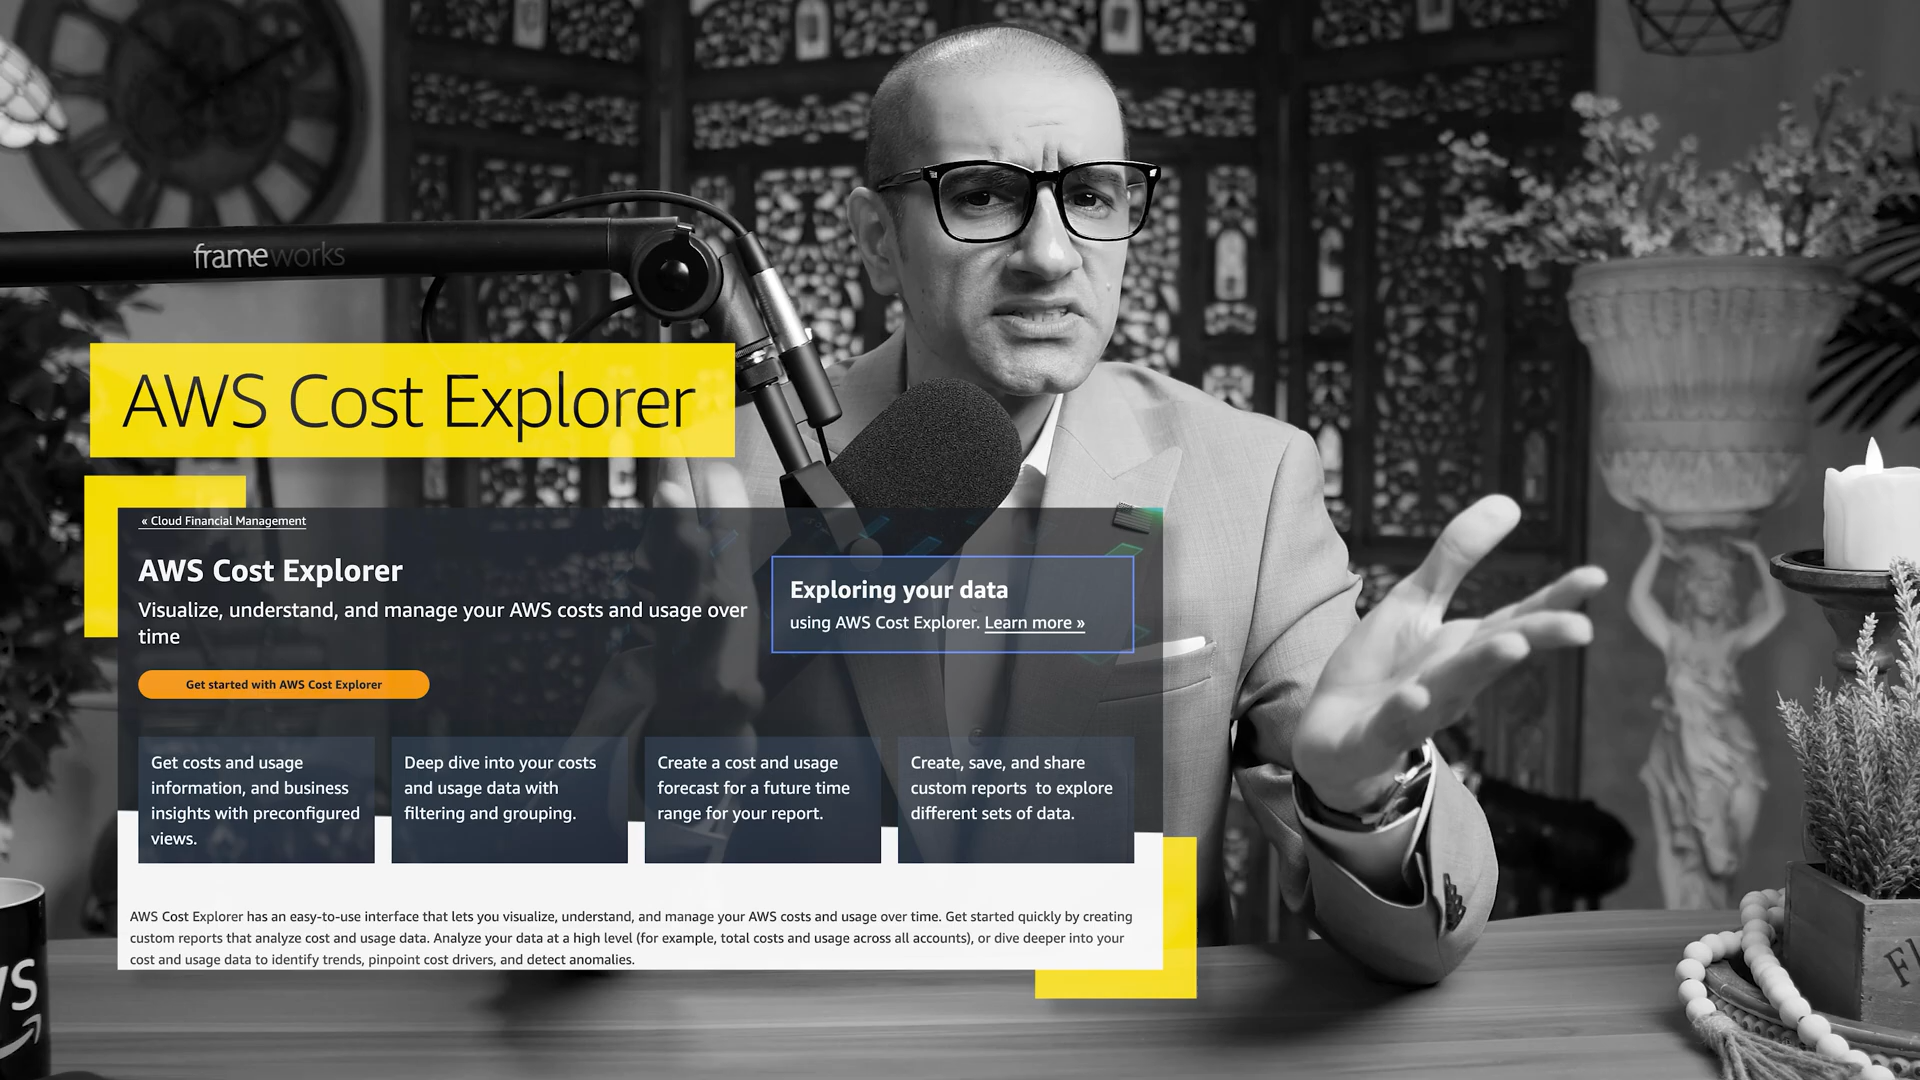 frameworks
AWS Cost Explorer
« Cloud Financial Management
AWS Cost Explorer
Visualize, understand, and manage your AWS costs and usage over
time
Get started with AWS Cost Explorer
Exploring your data
using AWS Cost Explorer. Learn more »
Get costs and usage
information, and business
insights with preconfigured
views.
Deep dive into your costs
and usage data with
filtering and grouping.
Create a cost and usage
forecast for a future time
range for your report.
Create, save, and share
custom reports to explore
different sets of data.
AWS Cost Explorer has an easy-to-use interface that lets you visualize, understand, and manage your AWS costs and usage over time. Get started quickly by creating
custom reports that analyze cost and usage data. Analyze your data at a high level (for example, total costs and usage across all accounts), or dive deeper into your
cost and usage data to identify trends, pinpoint cost drivers, and detect anomalies.